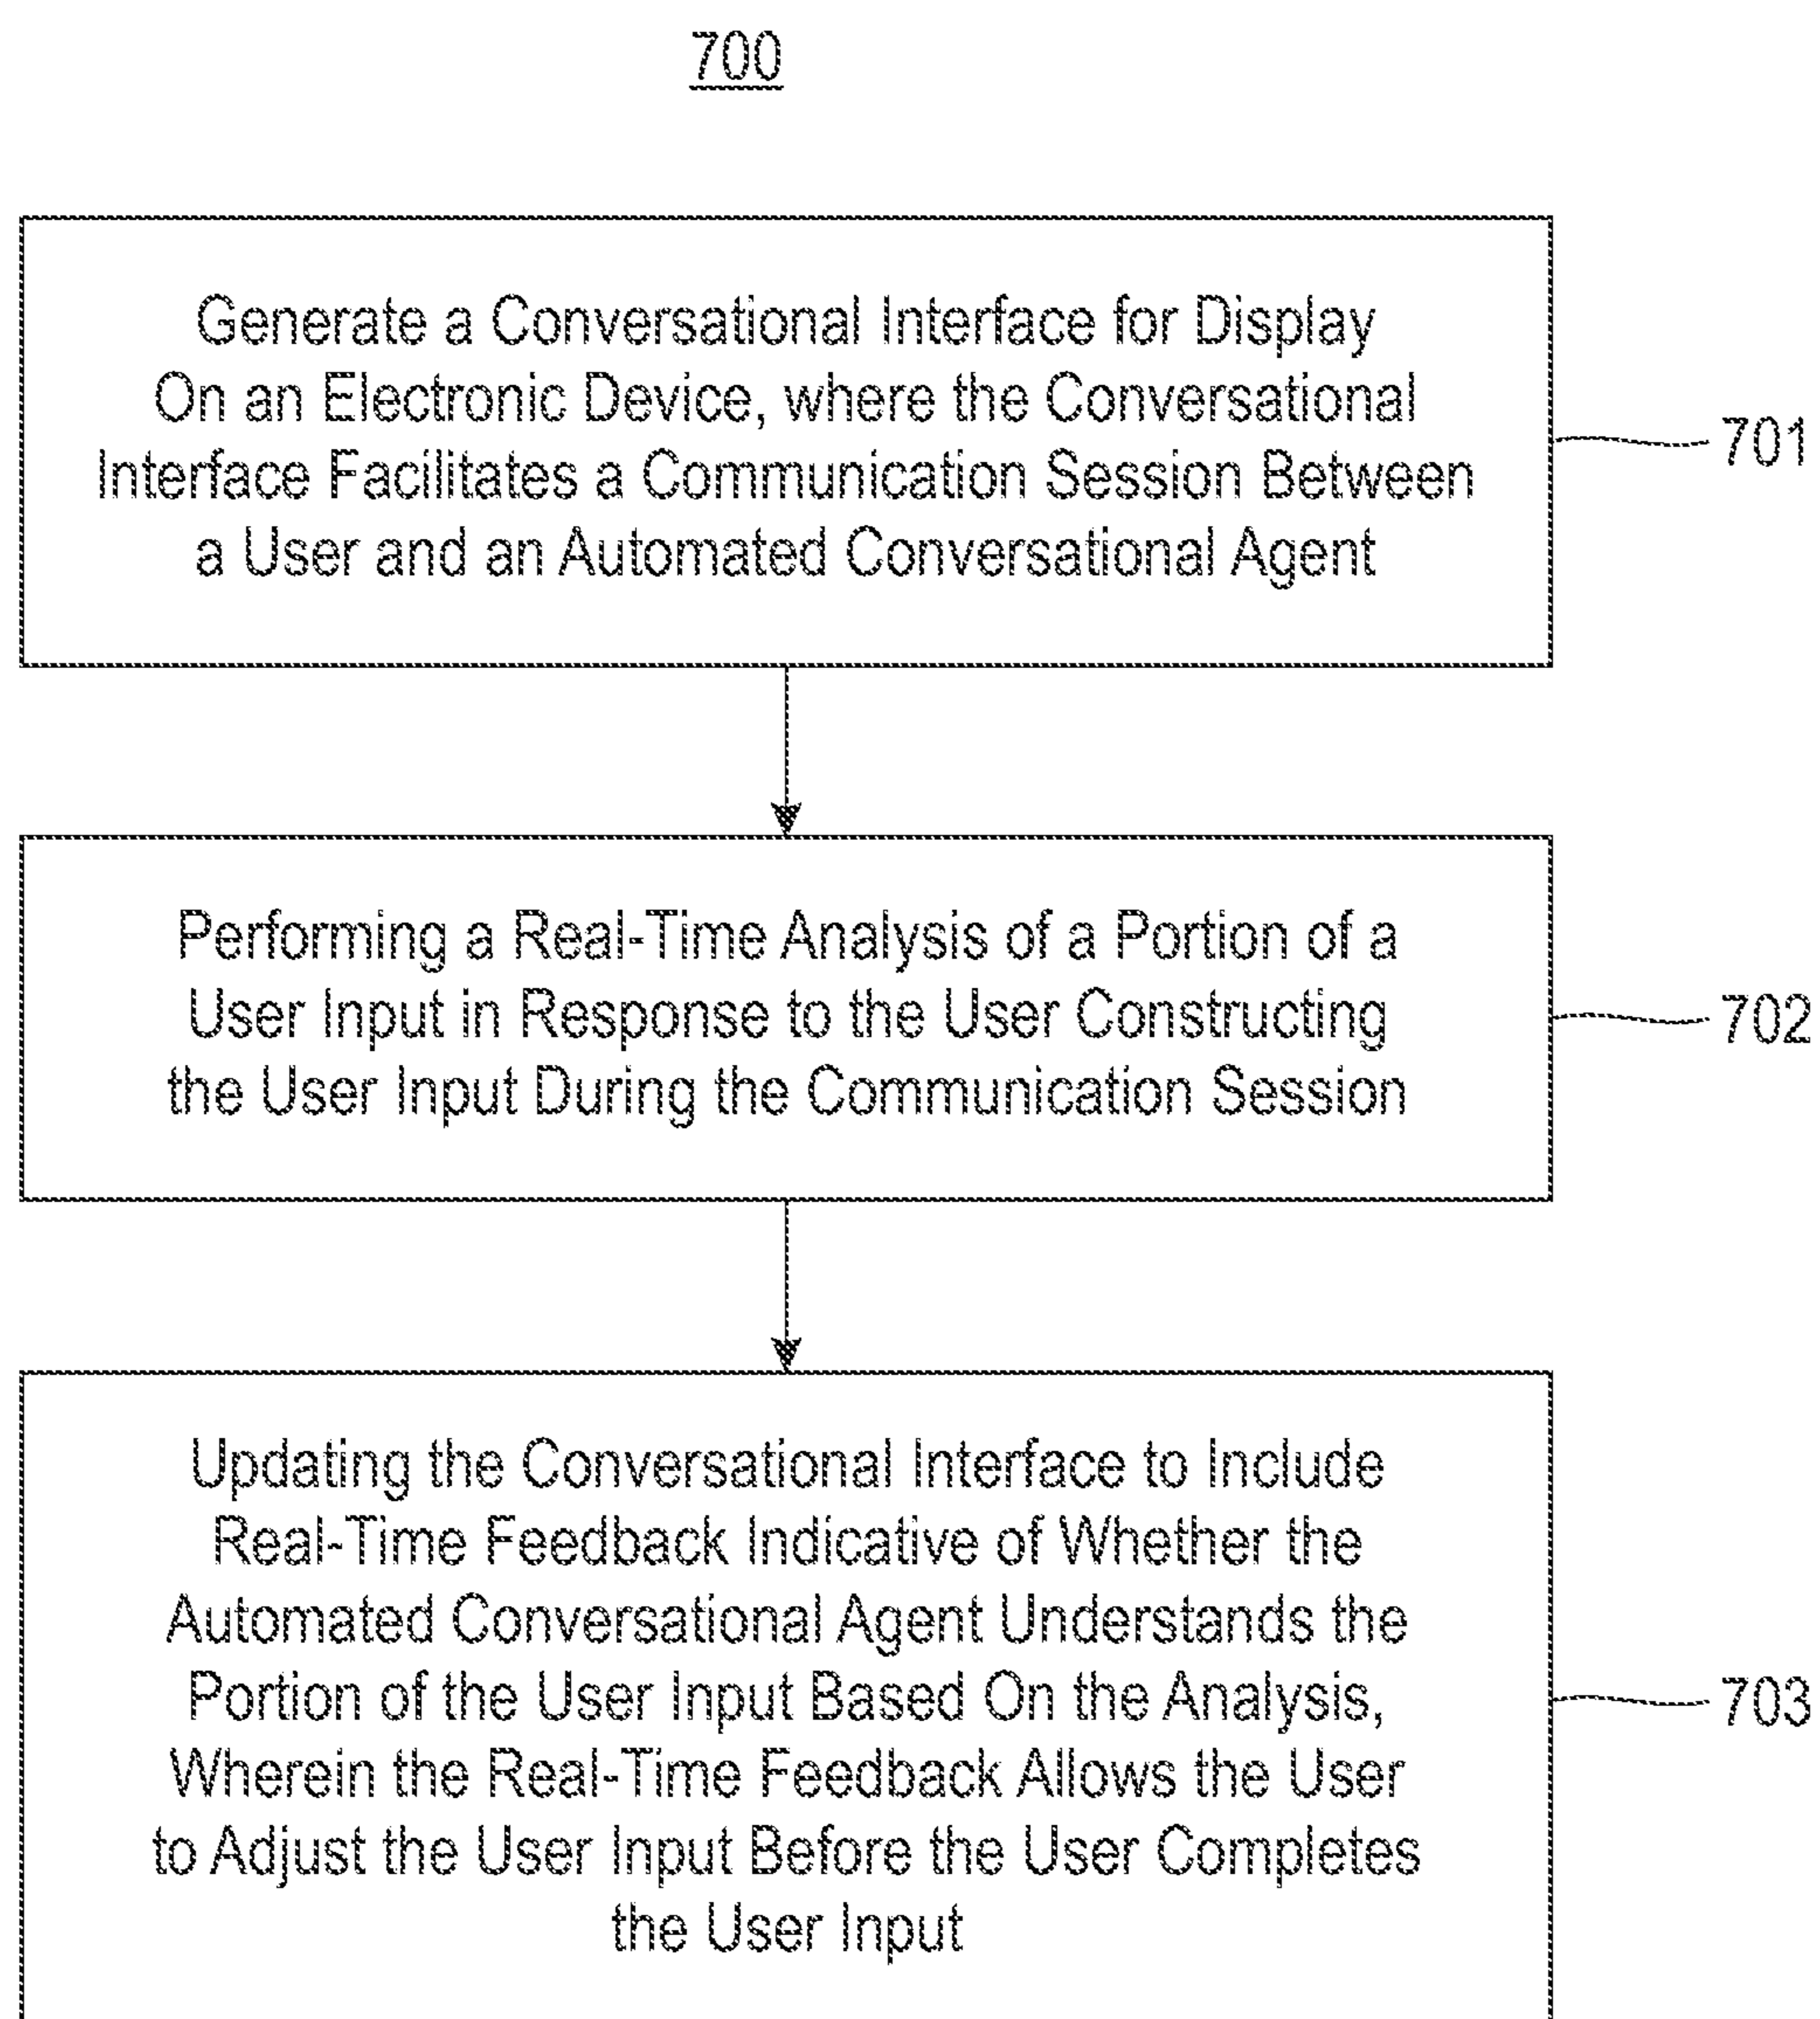 700
Generate a Conversational Interface for Display
On an Electronic Device, where the Conversational
Interface Facilitates a Communication Session Between
a User and an Automated Conversational Agent
701
Performing a Real-Time Analysis of a Portion of a
User Input in Response to the User Constructing
the User Input During the Communication Session
702
Updating the Conversational Interface to Include
Real-Time Feedback Indicative of Whether the
Automated Conversational Agent Understands the
Portion of the User Input Based On the Analysis,
Wherein the Real-Time Feedback Allows the User
to Adjust the User Input Before the User Completes
the User Input
703